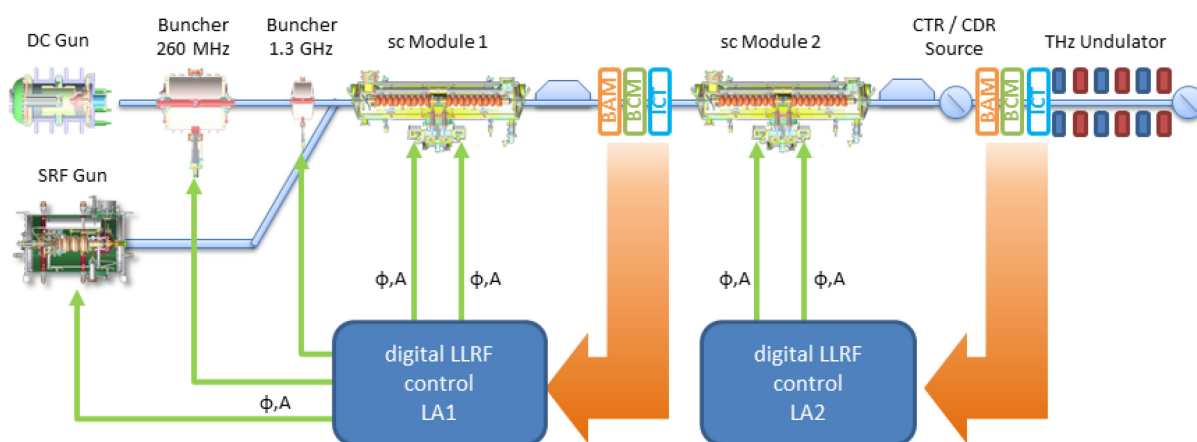 DC Gun
Buncher
260 MHz
Buncher
1.3 GHz
sc Module 1
sc Module 2
CTR / CDR
Source
THz Undulator
BAM
BCM
ICT
BAM
BCM
ICT
SRF Gun
ф,A
ф,A
ф,A
ф,A
ф,A
digital LLRF
control
LA1
digital LLRF
control
LA2